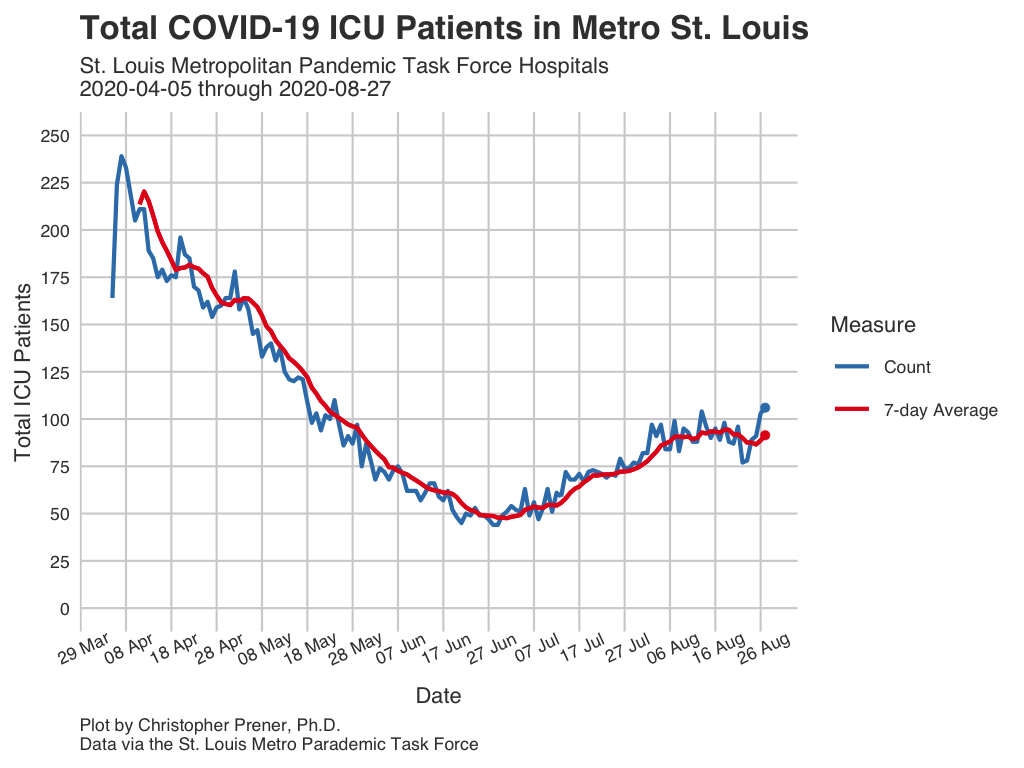 Total COVID-19 ICU Patients in Metro St. Louis
St. Louis Metropolitan Pandemic Task Force Hospitals
2020-04-05 through 2020-08-27
250
225
200
175
150
125
100
75
50
25
0
Total ICU Patients
29 Mar
08 Apr
18 Apr
28 Apr
08 May
18 May
28 May
07 Jun
17 Jun
27 Jun
07 Jul
17 Jul
27 Jul
06 Aug
16 Aug
26 Aug
Date
Measure
Count
7-day Average
Plot by Christopher Prener, Ph.D.
Data via the St. Louis Metro Parademic Task Force